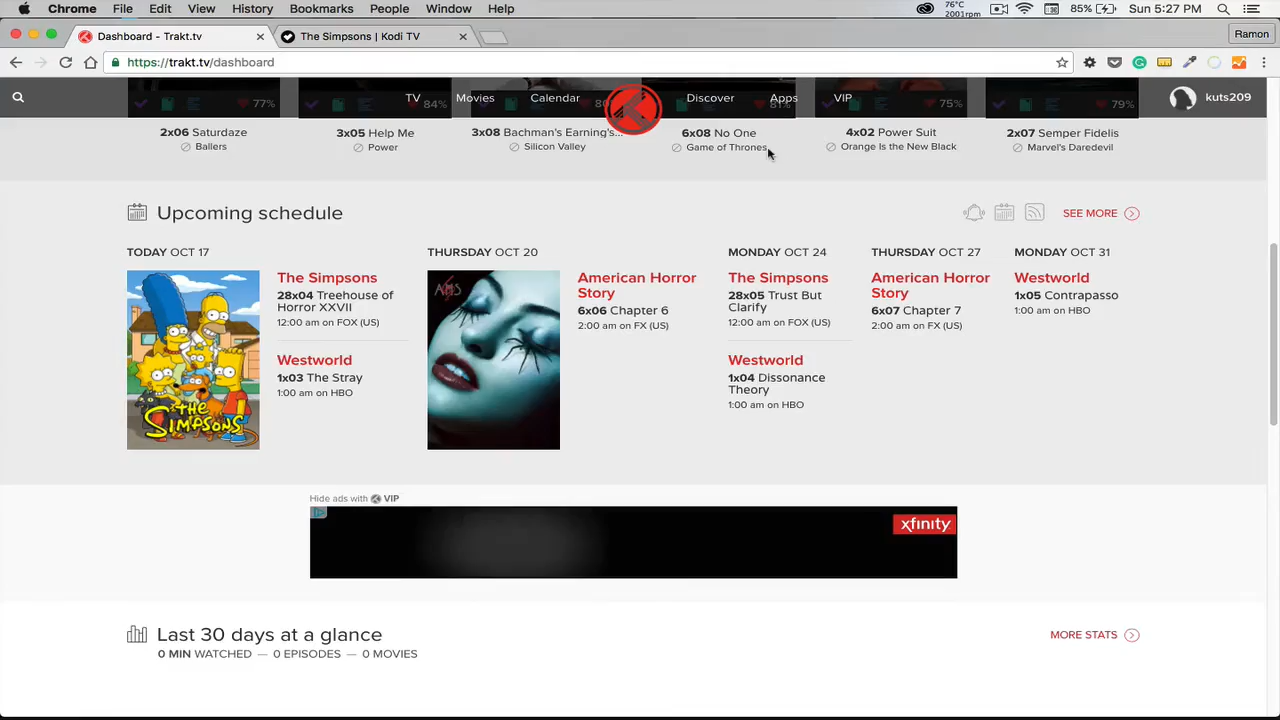 Chrome File Edit View History Bookmarks People Window Help 76°C 2001rpm 85% Sun 5:27 PM
Dashboard - Trakt.tv The Simpsons | Kodi TV Ramon
https://trakt.tv/dashboard
TV Movies Calendar Discover Apps VIP kuts209
77% 84% 75% 79%
2x06 Saturdaze 3x05 Help Me 3x08 Bachman's Earning's... 6x08 No One 4x02 Power Suit 2x07 Semper Fidelis
Ballers Power Silicon Valley Game of Thrones Orange Is the New Black Marvel's Daredevil
Upcoming schedule SEE MORE
TODAY OCT 17
The Simpsons
28x04 Treehouse of
Horror XXVII
12:00 am on FOX (US)
Westworld
1x03 The Stray
1:00 am on HBO
THE SIMPSONS
THURSDAY OCT 20
American Horror
Story
6x06 Chapter 6
2:00 am on FX (US)
MONDAY OCT 24
The Simpsons
28x05 Trust But
Clarify
12:00 am on FOX (US)
Westworld
1x04 Dissonance
Theory
1:00 am on HBO
THURSDAY OCT 27
American Horror
Story
6x07 Chapter 7
2:00 am on FX (US)
MONDAY OCT 31
Westworld
1x05 Contrapasso
1:00 am on HBO
Hide ads with VIP
xfinity
Last 30 days at a glance MORE STATS
0 MIN WATCHED — 0 EPISODES — 0 MOVIES